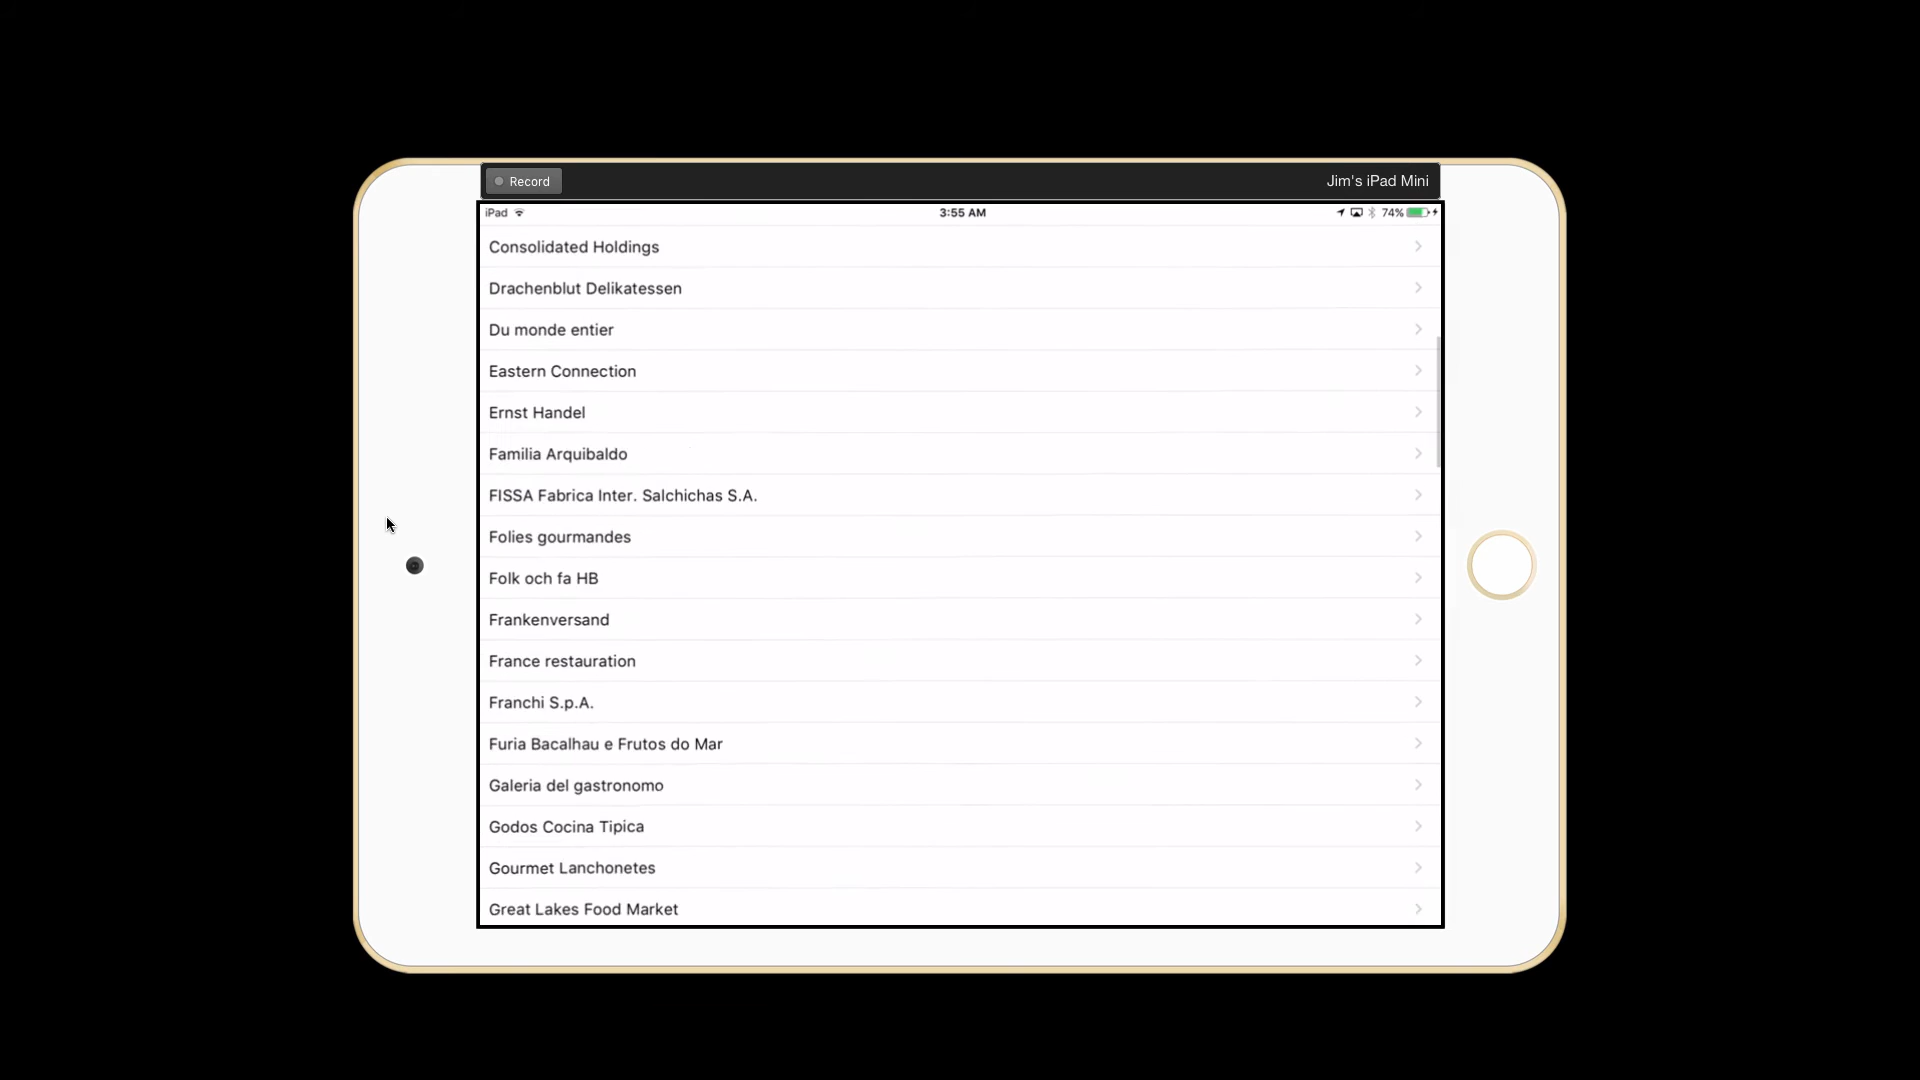 Record
Jim's iPad Mini
iPad
3:55 AM
74%
Consolidated Holdings
Drachenblut Delikatessen
Du monde entier
Eastern Connection
Ernst Handel
Familia Arquibaldo
FISSA Fabrica Inter. Salchichas S.A.
Folies gourmandes
Folk och fa HB
Frankenversand
France restauration
Franchi S.p.A.
Furia Bacalhau e Frutos do Mar
Galeria del gastronomo
Godos Cocina Tipica
Gourmet Lanchonetes
Great Lakes Food Market